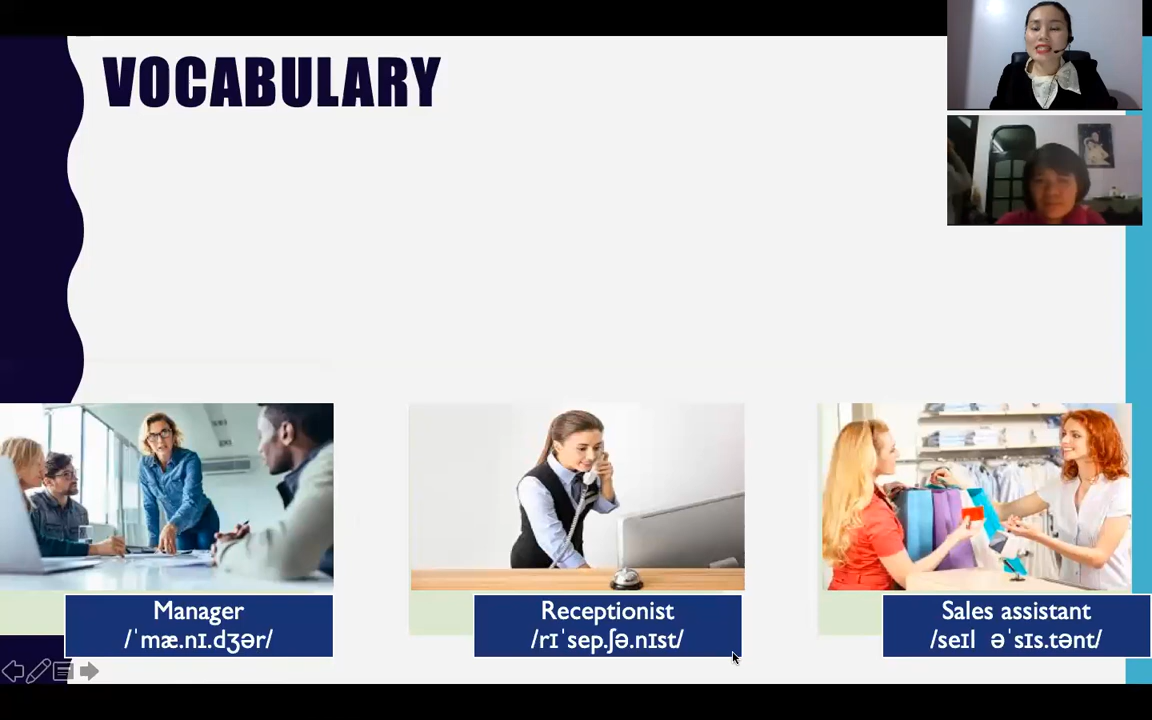 VOCABULARY
Manager
/ˈmæ.nɪ.dʒər/
Receptionist
/rɪˈsep.ʃə.nɪst/
Sales assistant
/seɪl əˈsɪs.tənt/